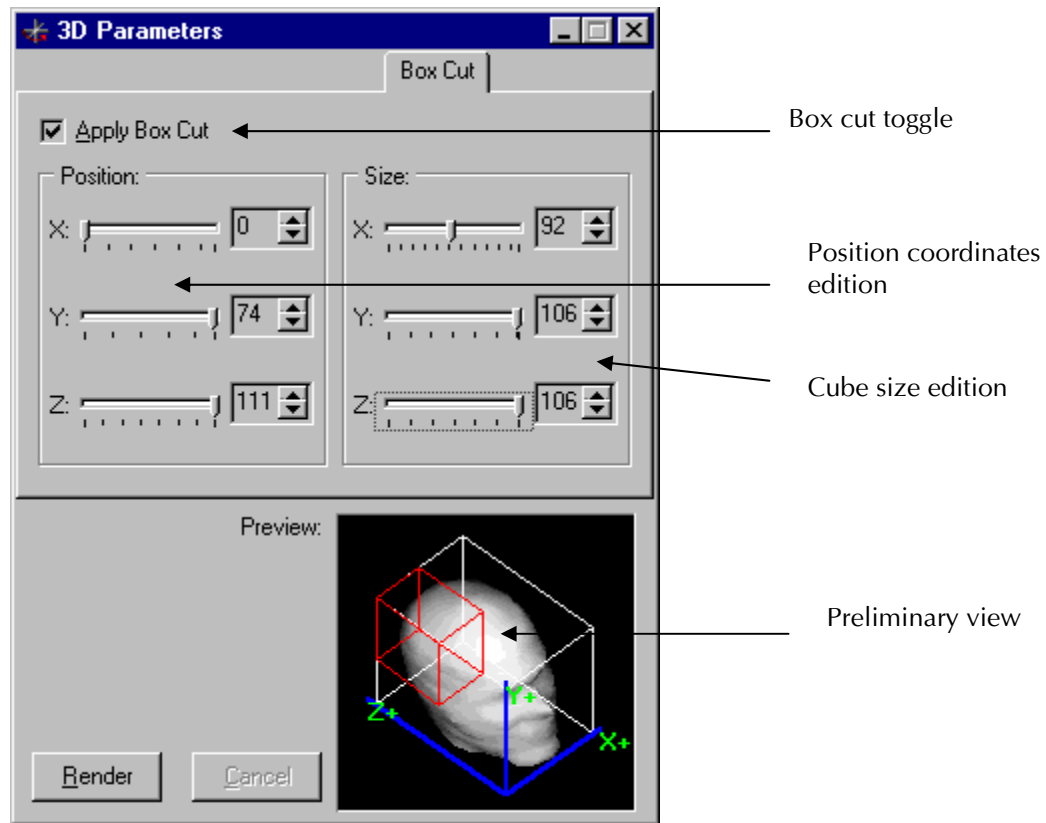 3D Parameters
Box Cut
Apply Box Cut
Box cut toggle
Position:
X: 0
Y: 74
Z: 111
Size:
X: 92
Y: 106
Z: 106
Position coordinates
edition
Cube size edition
Preview:
Preliminary view
Z+
Y+
X+
Render
Cancel